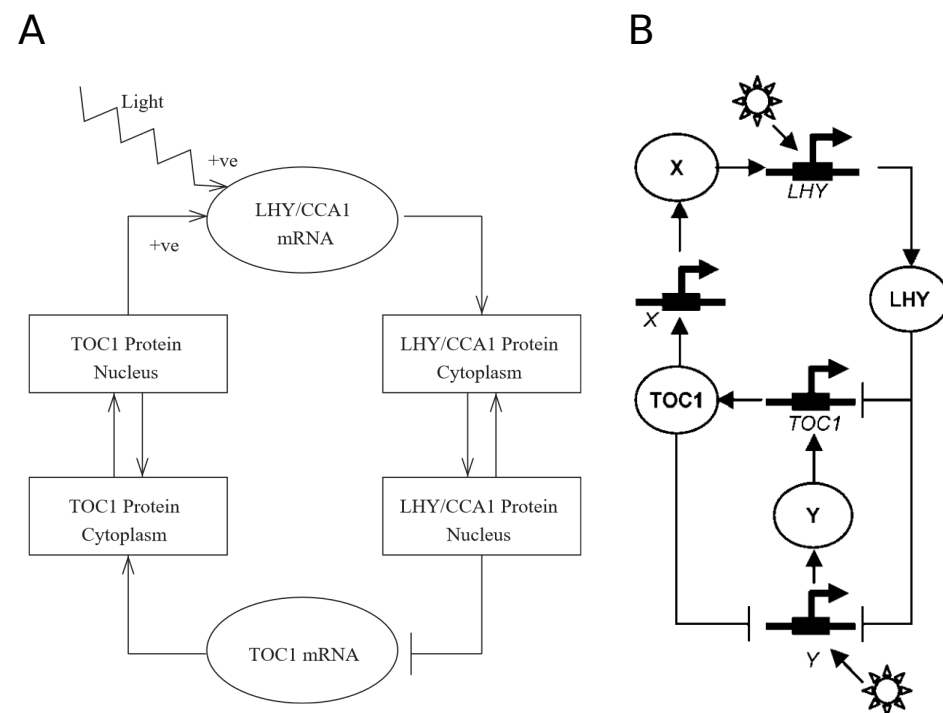 A
Light
+ve
LHY/CCA1
mRNA
+ve
TOC1 Protein
Nucleus
LHY/CCA1 Protein
Cytoplasm
TOC1 Protein
Cytoplasm
LHY/CCA1 Protein
Nucleus
TOC1 mRNA
B
X
LHY
LHY
X
TOC1
TOC1
Y
Y